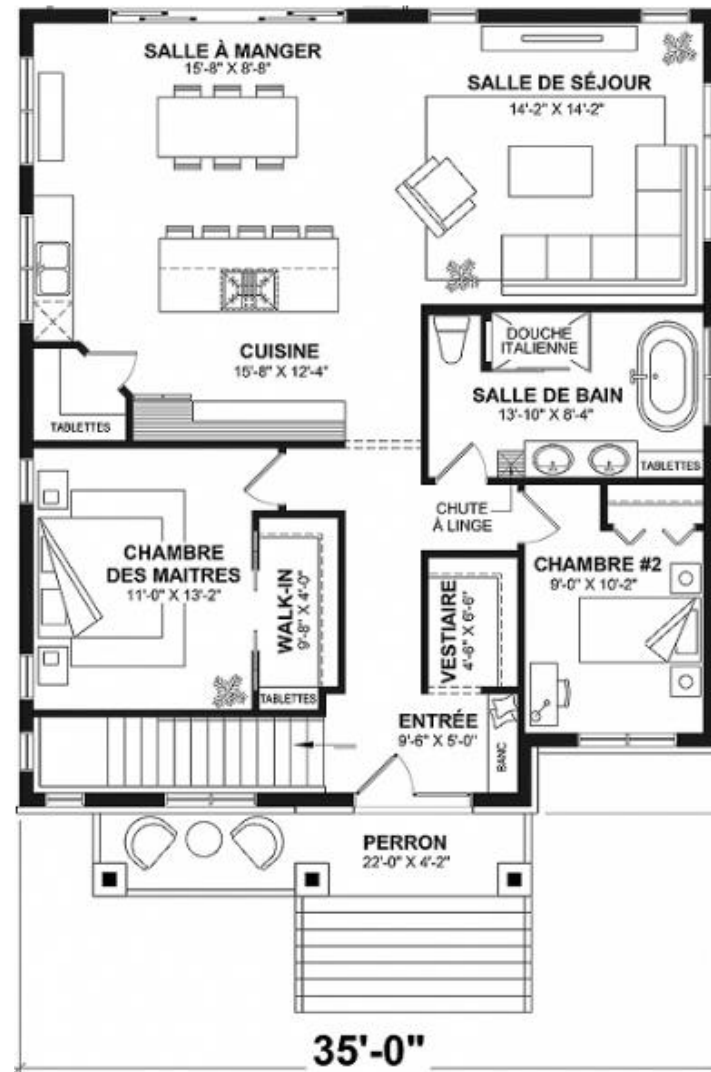 SALLE À MANGER
15'-8" X 8'-8"
SALLE DE SÉJOUR
14'-2" X 14'-2"
CUISINE
15'-8" X 12'-4"
TABLETTES
DOUCHE
ITALIENNE
SALLE DE BAIN
13'-10" X 8'-4"
TABLETTES
CHUTE
À LINGE
CHAMBRE
DES MAITRES
11'-0" X 13'-2"
WALK-IN
9'-8" X 4'-0"
TABLETTES
VESTIAIRE
4'-6" X 6'-6"
CHAMBRE #2
9'-0" X 10'-2"
ENTRÉE
9'-6" X 5'-0"
BANC
PERRON
22'-0" X 4'-2"
35'-0"